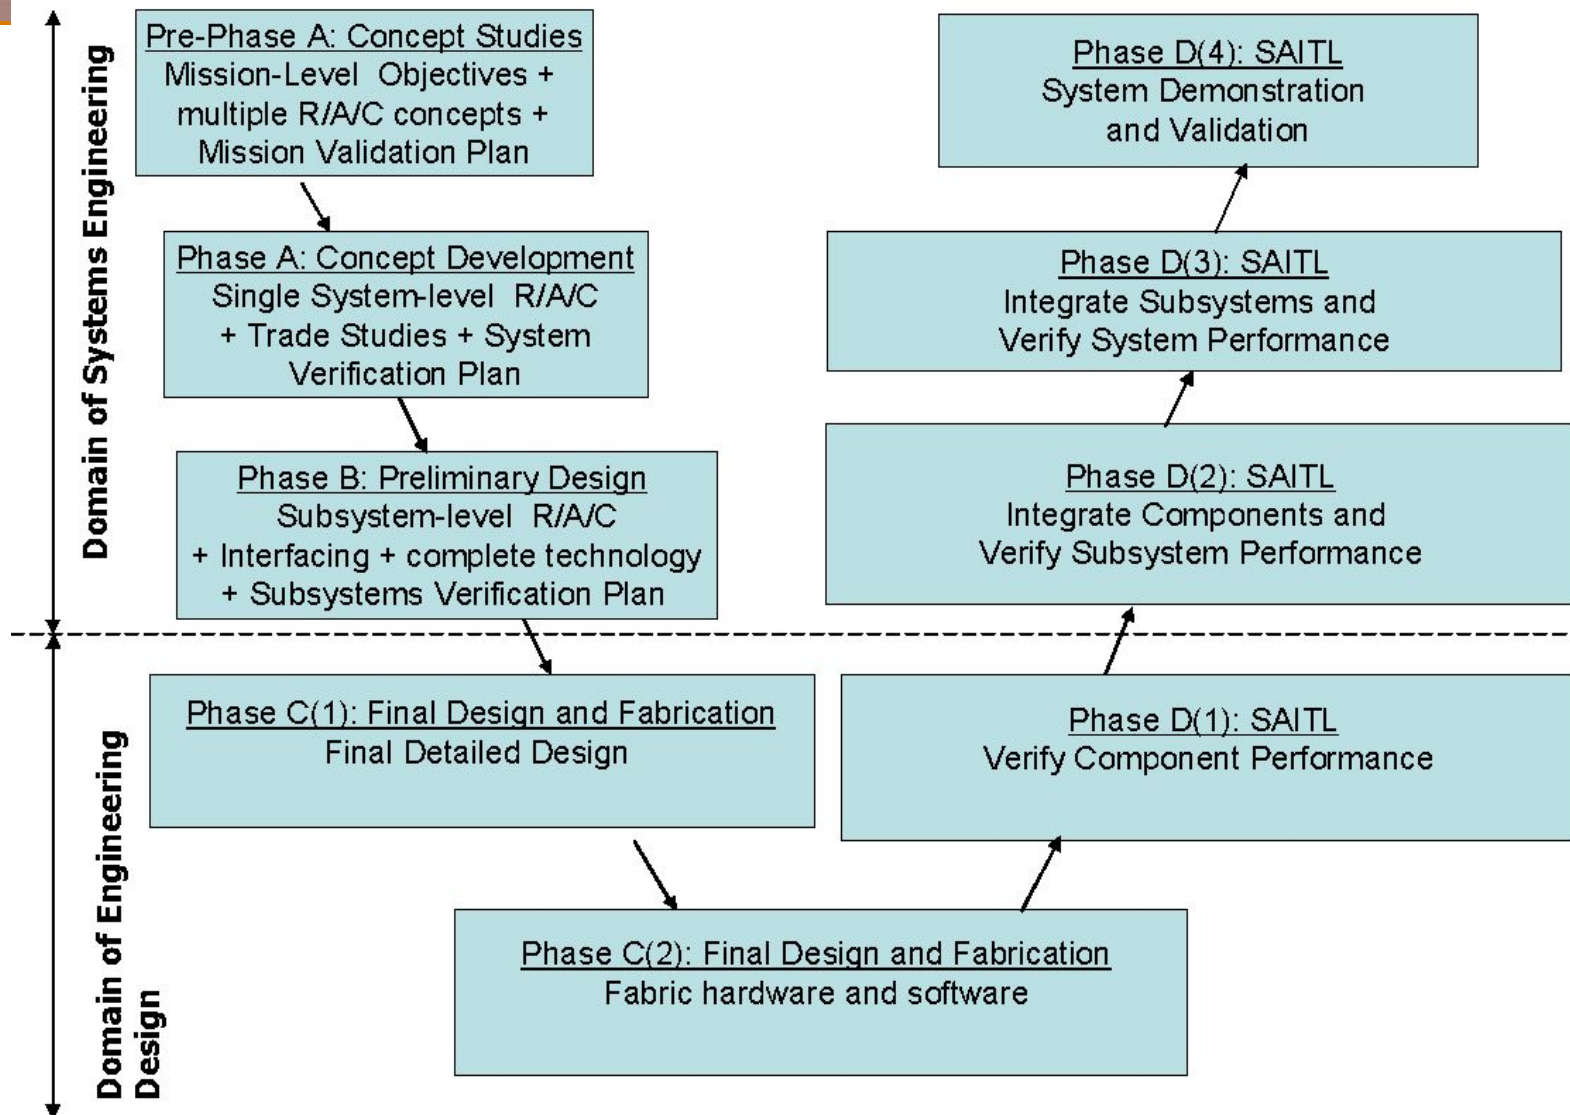 Domain of Systems Engineering
Pre-Phase A: Concept Studies
Mission-Level Objectives +
multiple R/A/C concepts +
Mission Validation Plan
Phase A: Concept Development
Single System-level R/A/C
+ Trade Studies + System
Verification Plan
Phase B: Preliminary Design
Subsystem-level R/A/C
+ Interfacing + complete technology
+ Subsystems Verification Plan
Domain of Engineering
Design
Phase C(1): Final Design and Fabrication
Final Detailed Design
Phase C(2): Final Design and Fabrication
Fabric hardware and software
Phase D(1): SAITL
Verify Component Performance
Phase D(2): SAITL
Integrate Components and
Verify Subsystem Performance
Phase D(3): SAITL
Integrate Subsystems and
Verify System Performance
Phase D(4): SAITL
System Demonstration
and Validation